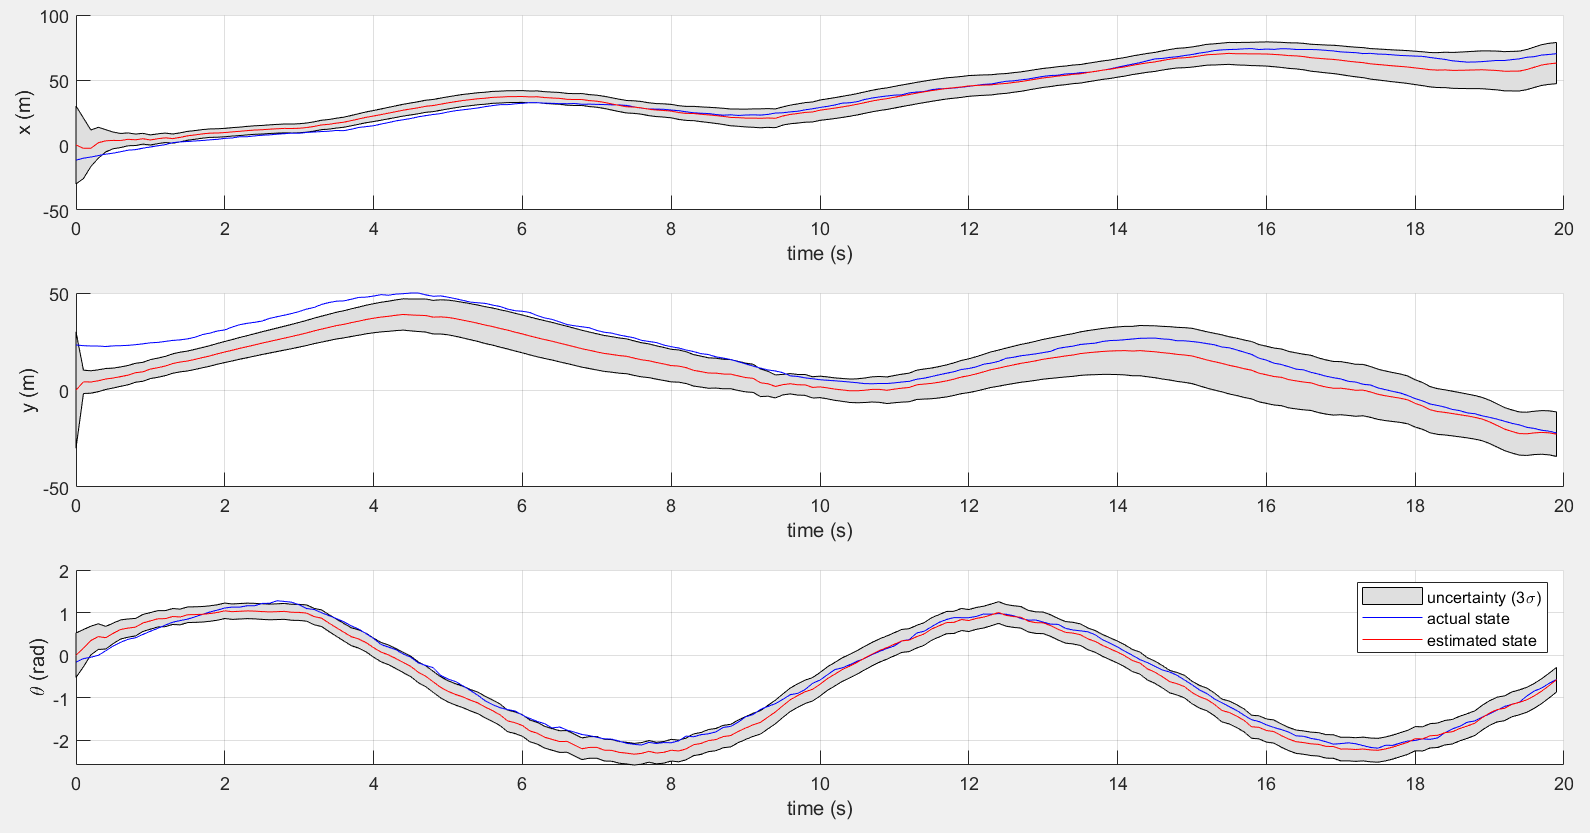 100
50
0
-50
x (m)
0 2 4 6 8 10 12 14 16 18 20
time (s)
50
0
-50
y (m)
0 2 4 6 8 10 12 14 16 18 20
time (s)
2
1
0
-1
-2
θ (rad)
uncertainty (3σ)
actual state
estimated state
0 2 4 6 8 10 12 14 16 18 20
time (s)